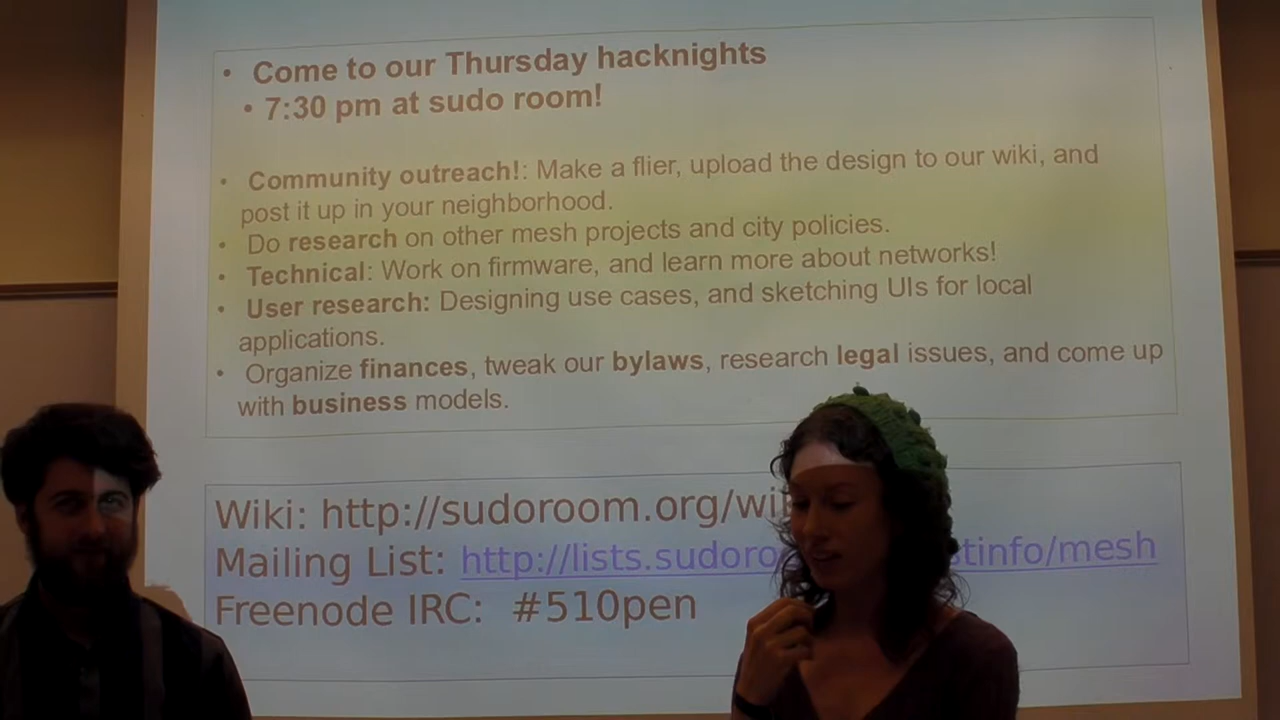 • Come to our Thursday hacknights
• 7:30 pm at sudo room!
• Community outreach!: Make a flier, upload the design to our wiki, and
post it up in your neighborhood.
• Do research on other mesh projects and city policies.
• Technical: Work on firmware, and learn more about networks!
• User research: Designing use cases, and sketching UIs for local
applications.
• Organize finances, tweak our bylaws, research legal issues, and come up
with business models.
Wiki: http://sudoroom.org/wi
Mailing List: http://lists.sudoro tinfo/mesh
Freenode IRC: #510pen